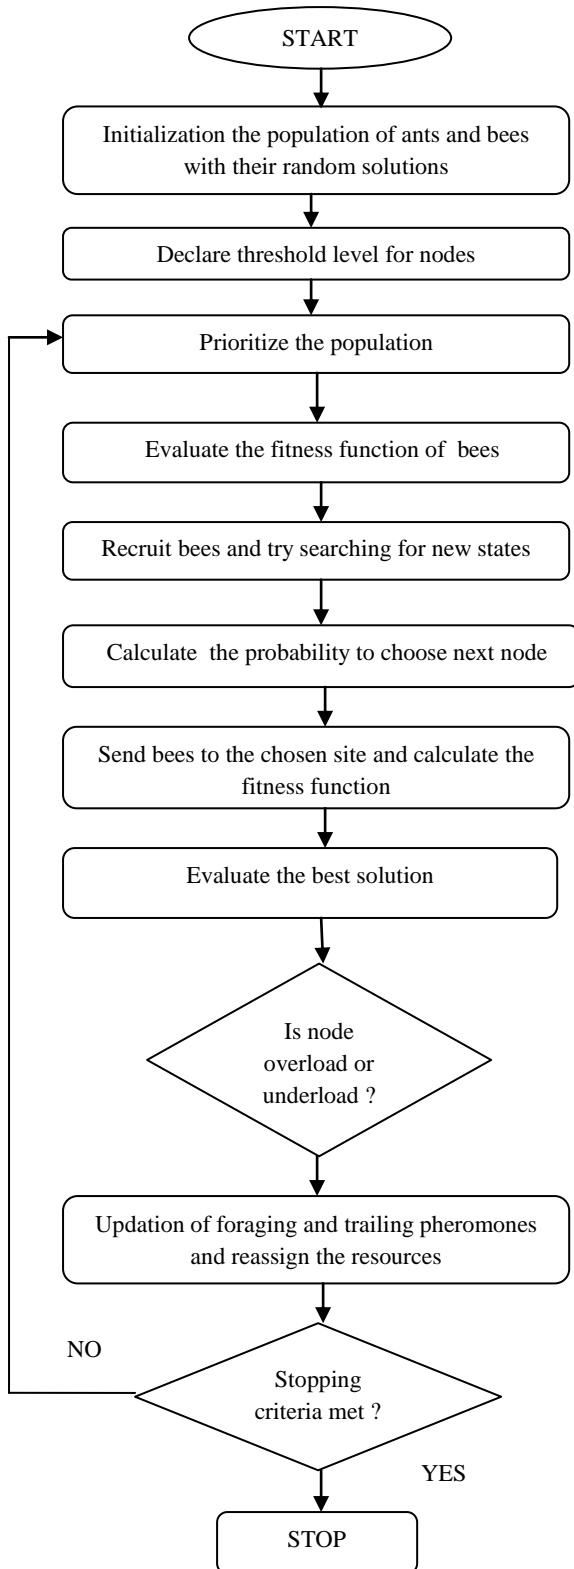 START
Initialization the population of ants and bees
with their random solutions
Declare threshold level for nodes
Prioritize the population
Evaluate the fitness function of bees
Recruit bees and try searching for new states
Calculate the probability to choose next node
Send bees to the chosen site and calculate the
fitness function
Evaluate the best solution
Is node
overload or
underload ?
Updation of foraging and trailing pheromones
and reassign the resources
NO
Stopping
criteria met ?
YES
STOP